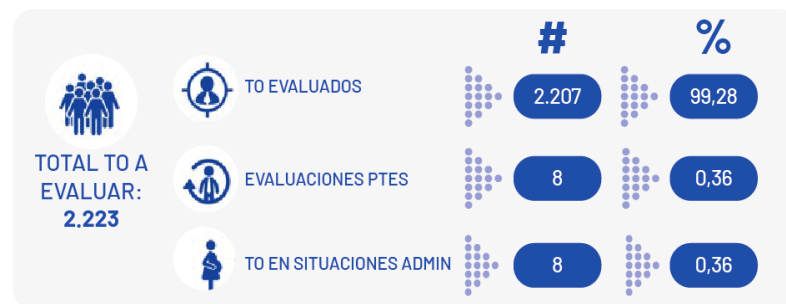 # %
TO EVALUADOS 2.207 99,28
TOTAL TO A
EVALUAR:
2.223
EVALUACIONES PTES 8 0,36
TO EN SITUACIONES ADMIN 8 0,36